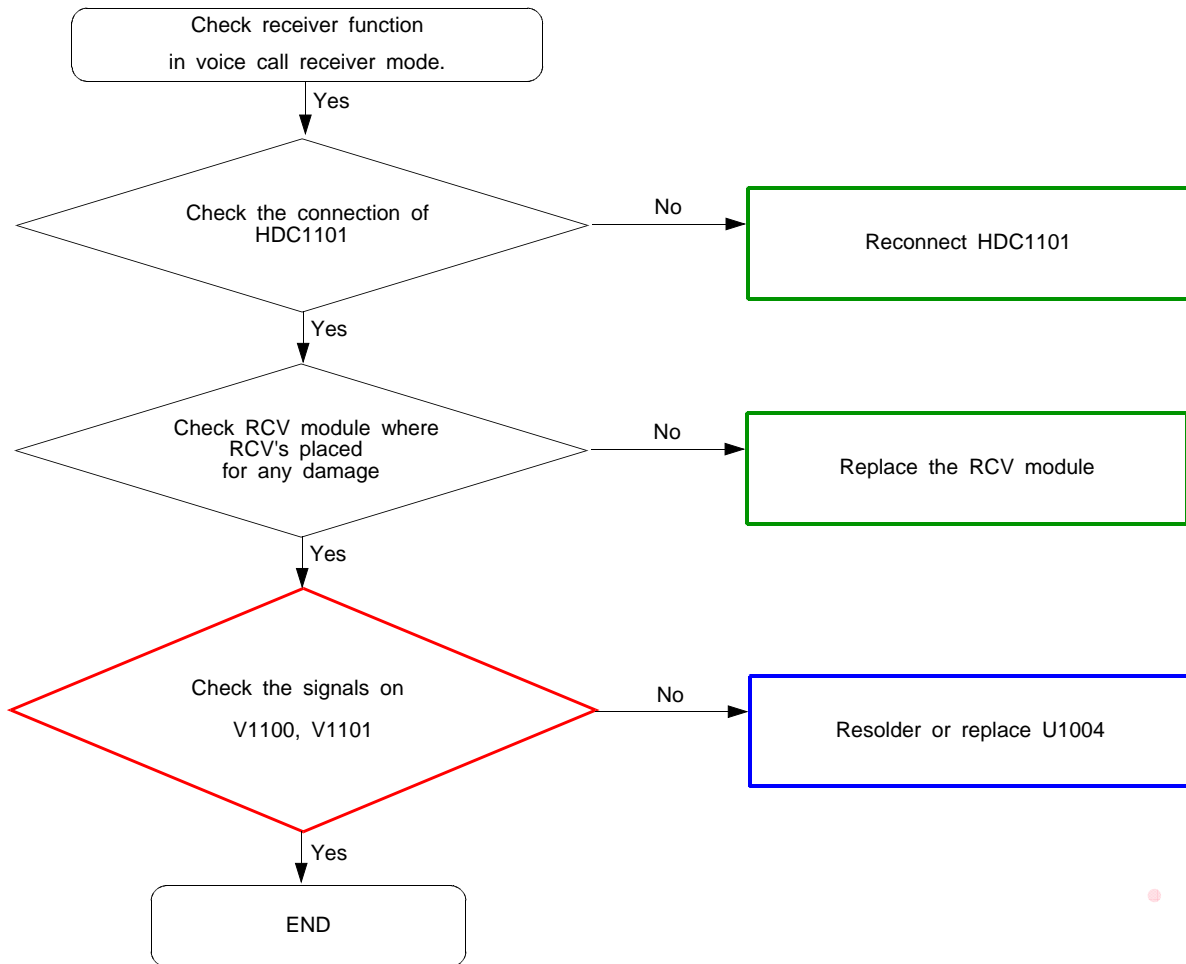 Check receiver function
in voice call receiver mode.
Yes
Check the connection of
HDC1101
No
Reconnect HDC1101
Yes
Check RCV module where
RCV's placed
for any damage
No
Replace the RCV module
Yes
Check the signals on
V1100, V1101
No
Resolder or replace U1004
Yes
END